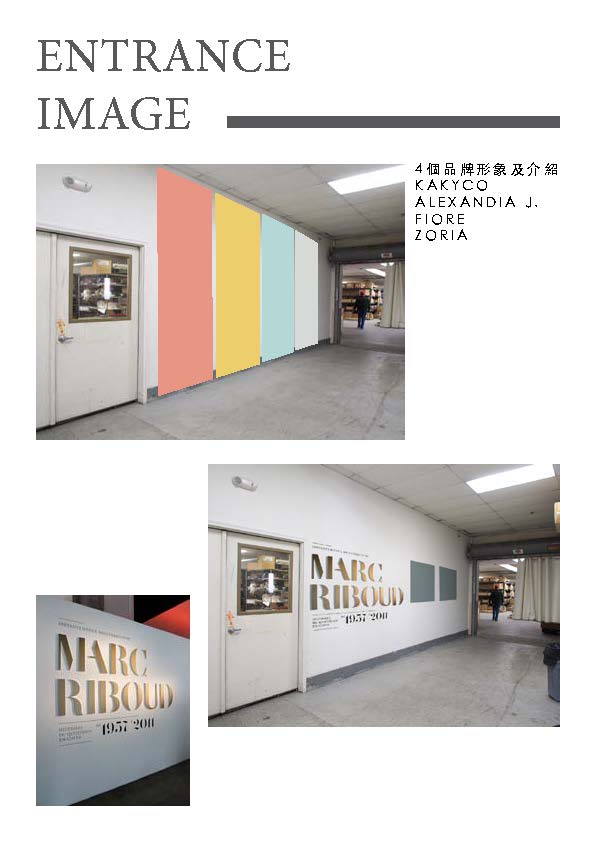 ENTRANCE
IMAGE
4個品牌形象及介紹
KAKYCO
ALEXANDIA J.
FIORE
ZORIA
MARC
RIBOUD
1957/2011
MARC
RIBOUD
1957/2011